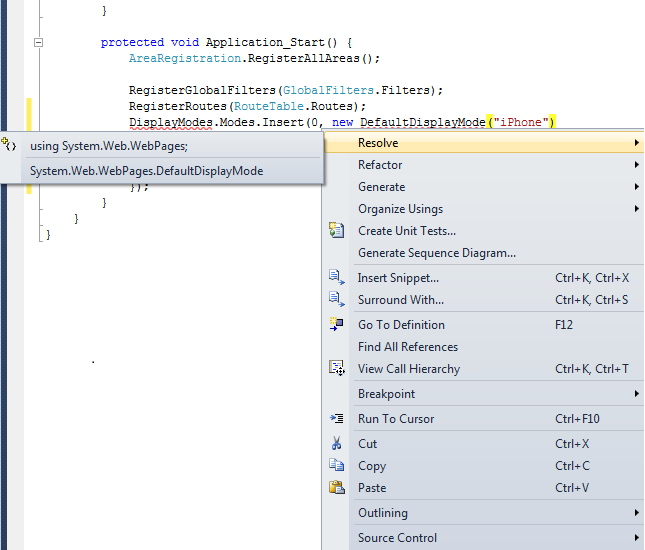 }
protected void Application_Start() {
AreaRegistration.RegisterAllAreas();
RegisterGlobalFilters(GlobalFilters.Filters);
RegisterRoutes(RouteTable.Routes);
DisplayModes.Modes.Insert(0, new DefaultDisplayMode("iPhone")
using System.Web.WebPages;
System.Web.WebPages.DefaultDisplayMode
});
}
}
}
Resolve
Refactor
Generate
Organize Usings
Create Unit Tests...
Generate Sequence Diagram...
Insert Snippet... Ctrl+K, Ctrl+X
Surround With... Ctrl+K, Ctrl+S
Go To Definition F12
Find All References
View Call Hierarchy Ctrl+K, Ctrl+T
Breakpoint
Run To Cursor Ctrl+F10
Cut Ctrl+X
Copy Ctrl+C
Paste Ctrl+V
Outlining
Source Control